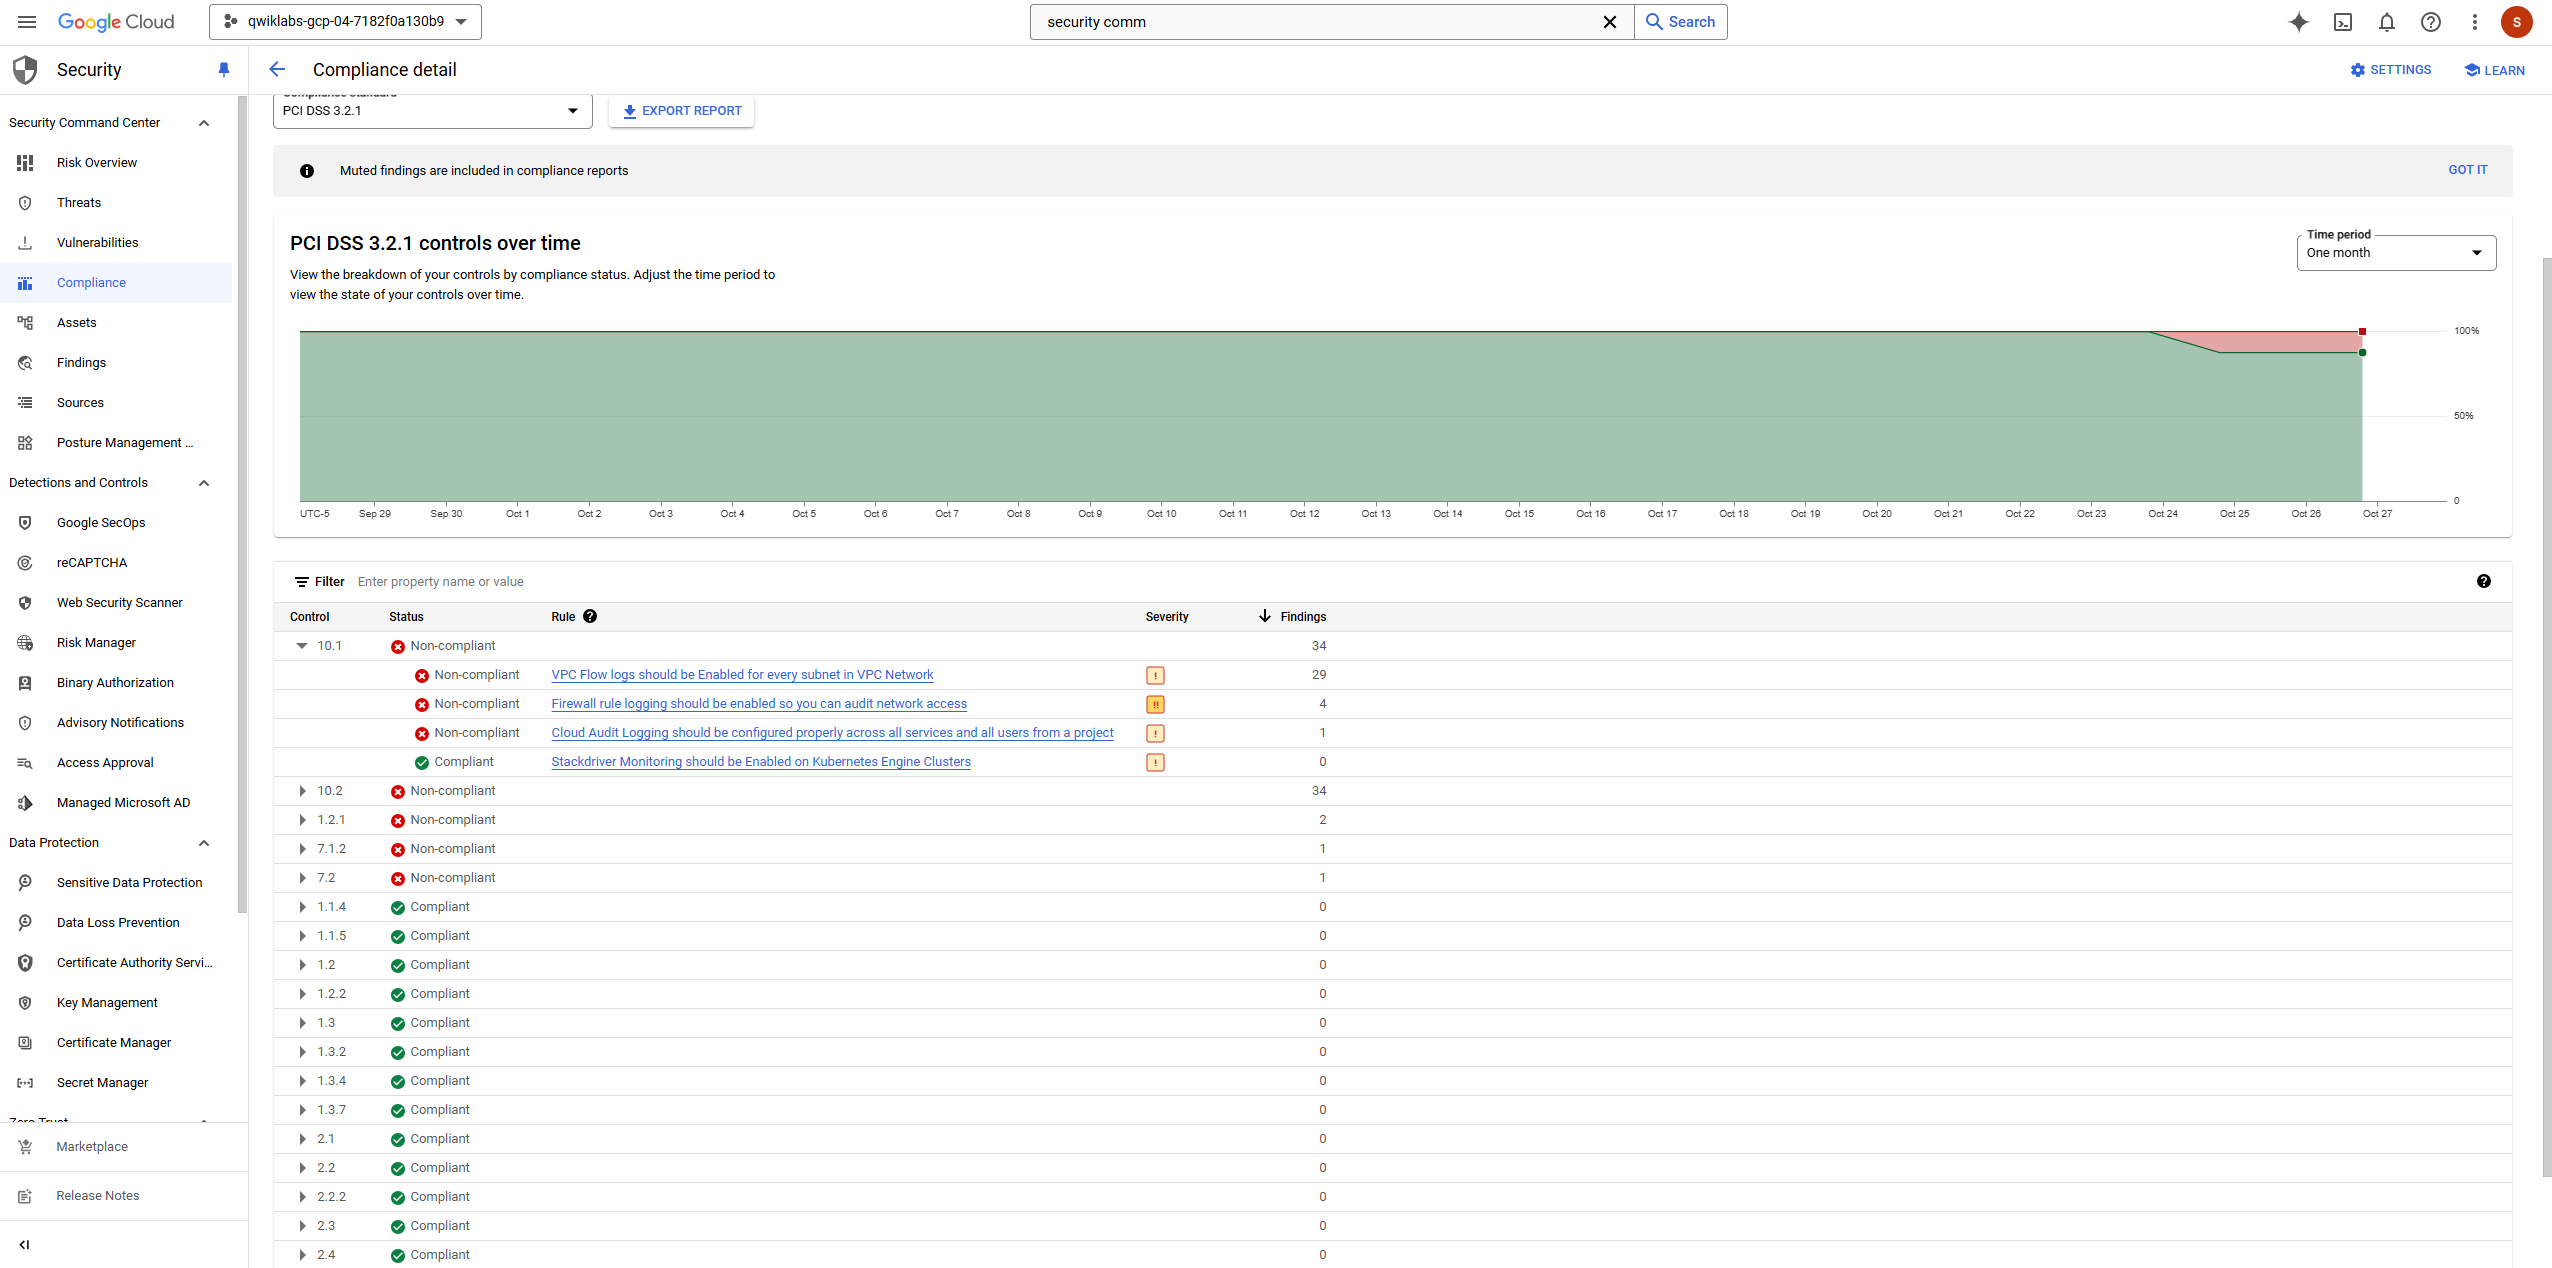 Google Cloud
qwiklabs-gcp-04-7182f0a130b9
security comm
Search
S
Security
Compliance detail
SETTINGS
LEARN
Security Command Center
Risk Overview
Threats
Vulnerabilities
Compliance
Assets
Findings
Sources
Posture Management ...
Detections and Controls
Google SecOps
reCAPTCHA
Web Security Scanner
Risk Manager
Binary Authorization
Advisory Notifications
Access Approval
Managed Microsoft AD
Data Protection
Sensitive Data Protection
Data Loss Prevention
Certificate Authority Servi...
Key Management
Certificate Manager
Secret Manager
Zero Trust
Marketplace
Release Notes
Compliance standard
PCI DSS 3.2.1
EXPORT REPORT
Muted findings are included in compliance reports
GOT IT
PCI DSS 3.2.1 controls over time
View the breakdown of your controls by compliance status. Adjust the time period to
view the state of your controls over time.
Time period
One month
100%
50%
0
UTC-5 Sep 29 Sep 30 Oct 1 Oct 2 Oct 3 Oct 4 Oct 5 Oct 6 Oct 7 Oct 8 Oct 9 Oct 10 Oct 11 Oct 12 Oct 13 Oct 14 Oct 15 Oct 16 Oct 17 Oct 18 Oct 19 Oct 20 Oct 21 Oct 22 Oct 23 Oct 24 Oct 25 Oct 26 Oct 27
Filter Enter property name or value
Control Status Rule Severity Findings
10.1 Non-compliant 34
Non-compliant VPC Flow logs should be Enabled for every subnet in VPC Network ! 29
Non-compliant Firewall rule logging should be enabled so you can audit network access !! 4
Non-compliant Cloud Audit Logging should be configured properly across all services and all users from a project ! 1
Compliant Stackdriver Monitoring should be Enabled on Kubernetes Engine Clusters ! 0
10.2 Non-compliant 34
1.2.1 Non-compliant 2
7.1.2 Non-compliant 1
7.2 Non-compliant 1
1.1.4 Compliant 0
1.1.5 Compliant 0
1.2 Compliant 0
1.2.2 Compliant 0
1.3 Compliant 0
1.3.2 Compliant 0
1.3.4 Compliant 0
1.3.7 Compliant 0
2.1 Compliant 0
2.2 Compliant 0
2.2.2 Compliant 0
2.3 Compliant 0
2.4 Compliant 0